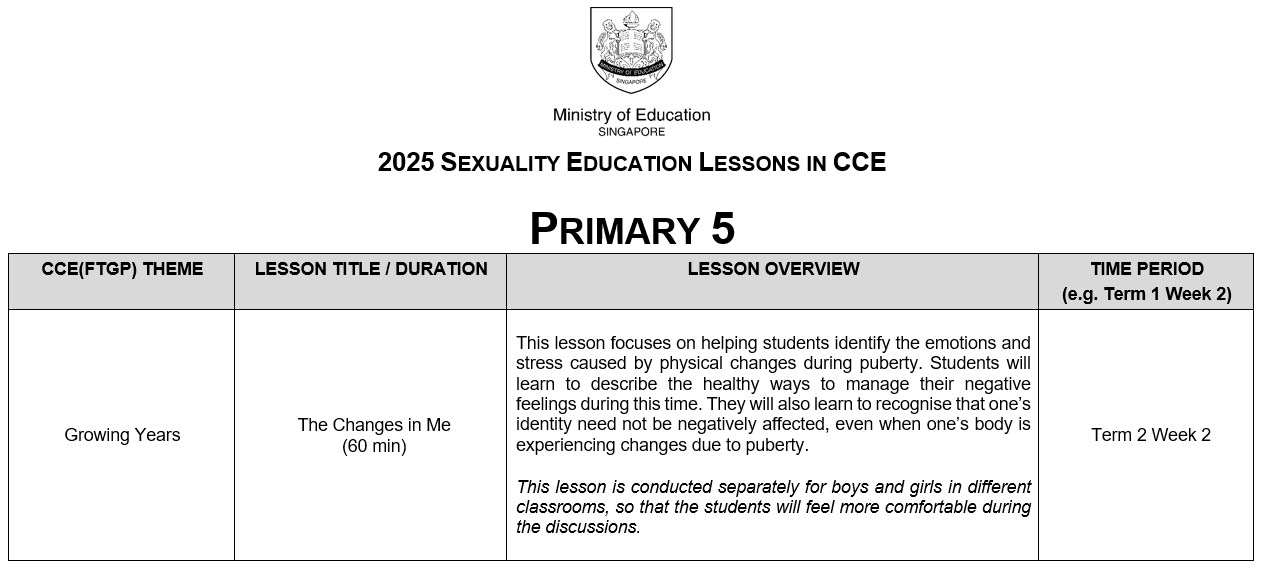 MINISTRY OF EDUCATION
SINGAPORE
Ministry of Education
SINGAPORE
2025 SEXUALITY EDUCATION LESSONS IN CCE
PRIMARY 5
CCE(FTGP) THEME
LESSON TITLE / DURATION
LESSON OVERVIEW
TIME PERIOD
(e.g. Term 1 Week 2)
Growing Years
The Changes in Me
(60 min)
This lesson focuses on helping students identify the emotions and
stress caused by physical changes during puberty. Students will
learn to describe the healthy ways to manage their negative
feelings during this time. They will also learn to recognise that one’s
identity need not be negatively affected, even when one’s body is
experiencing changes due to puberty.
This lesson is conducted separately for boys and girls in different
classrooms, so that the students will feel more comfortable during
the discussions.
Term 2 Week 2